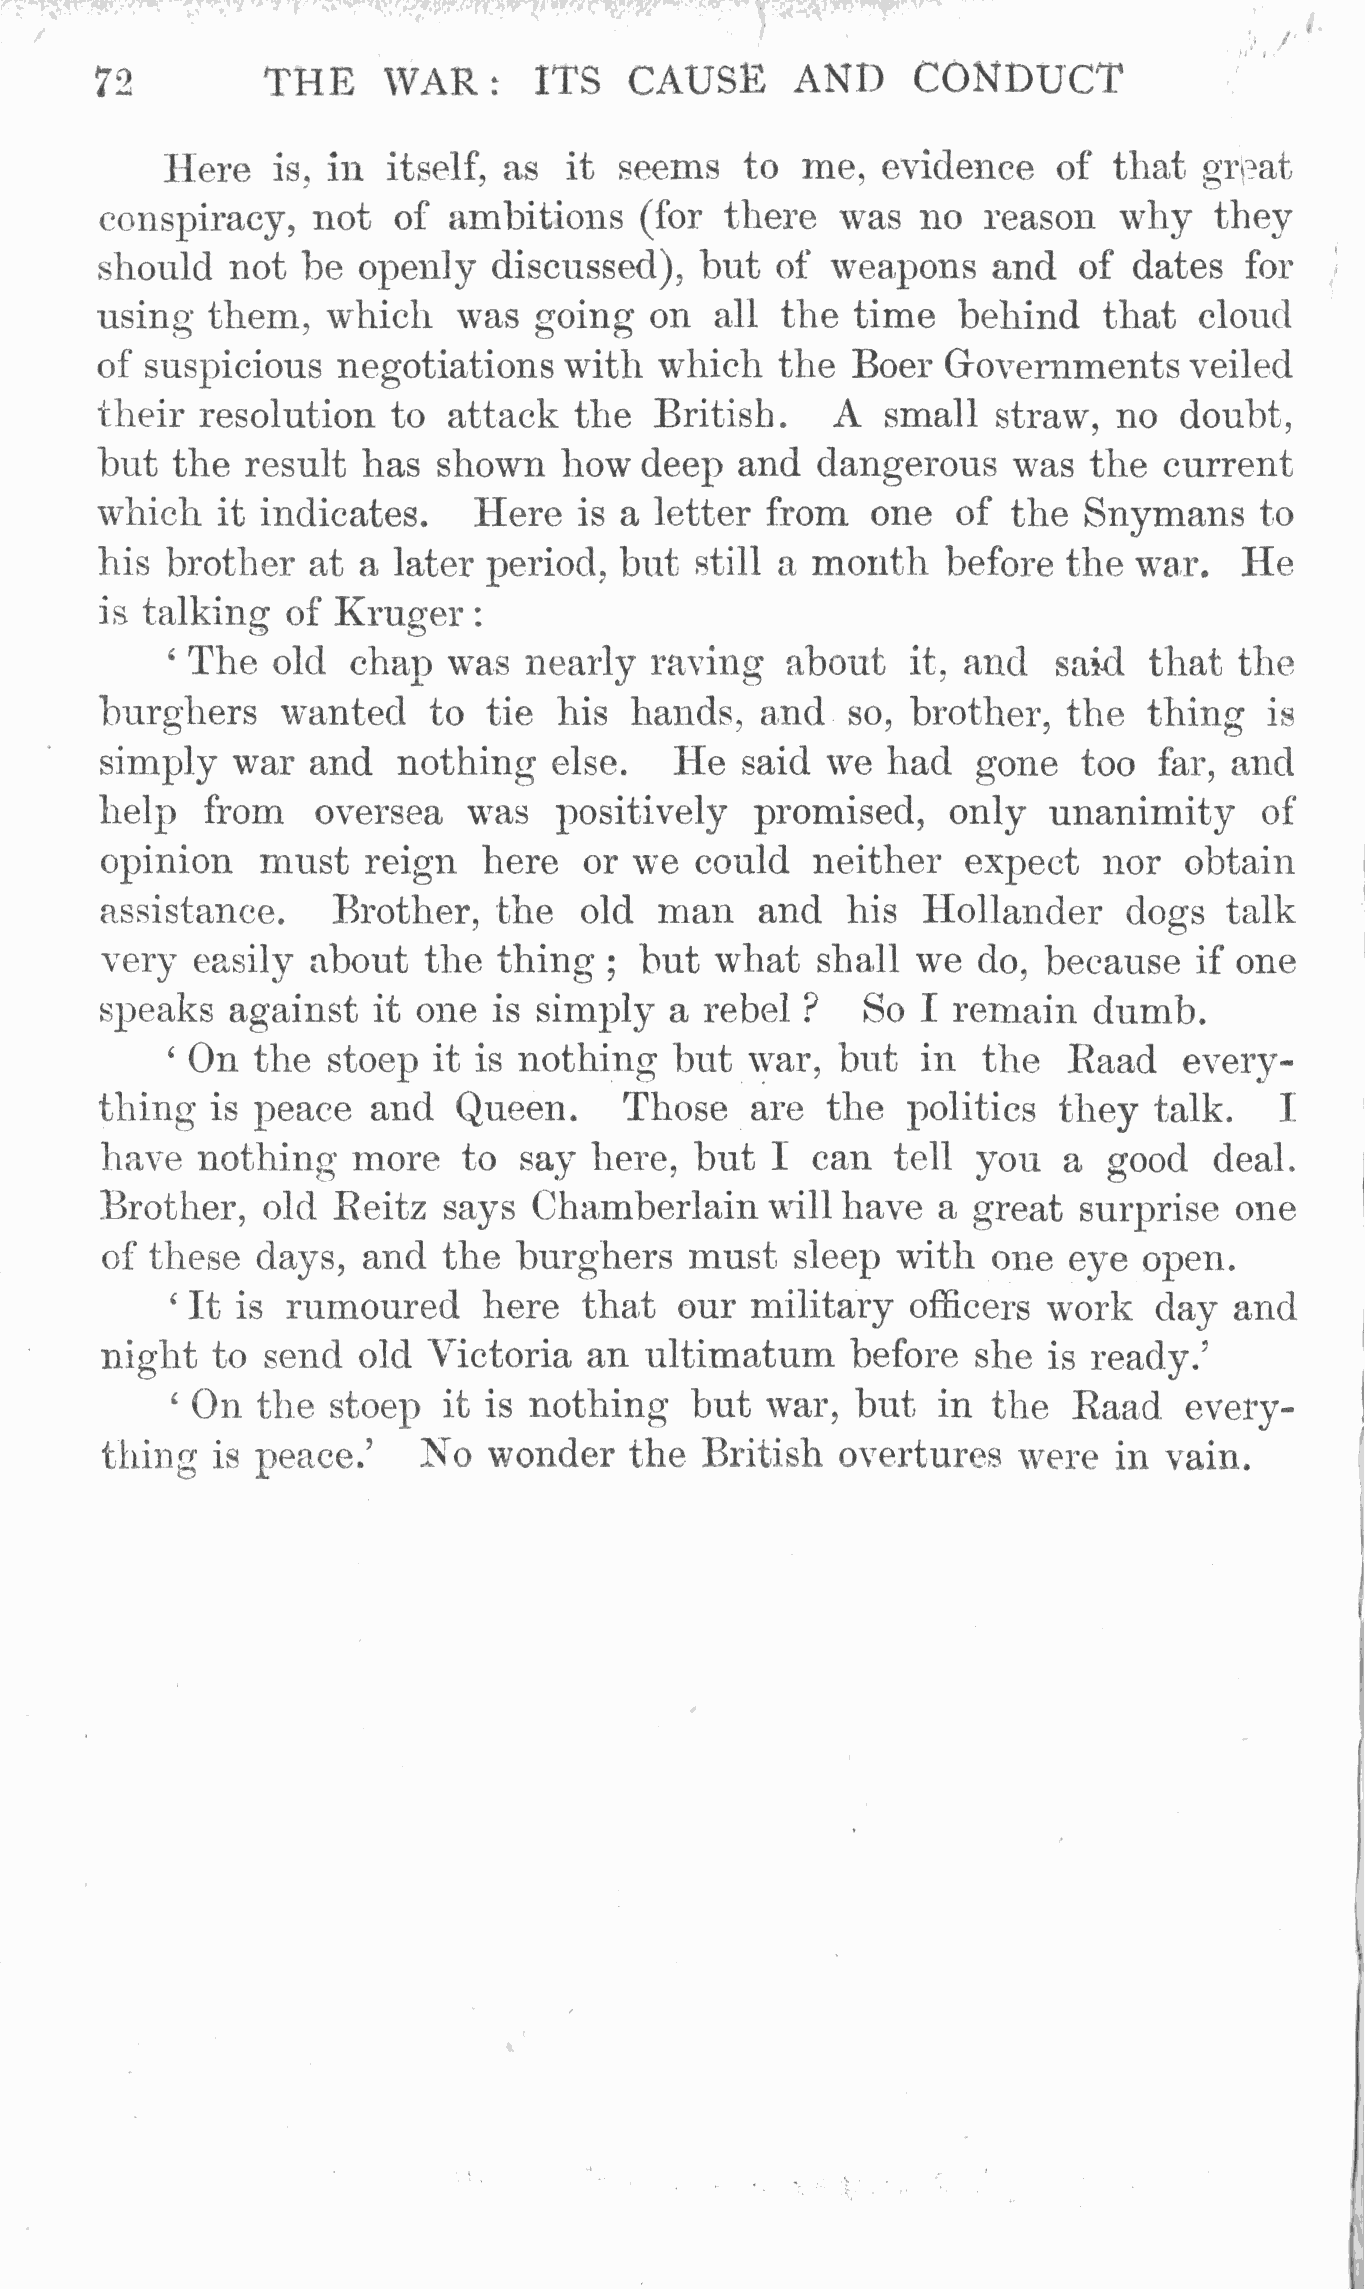 72 THE WAR: ITS CAUSE AND CONDUCT
Here is, in itself, as it seems to me, evidence of that great
conspiracy, not of ambitions (for there was no reason why they
should not be openly discussed), but of weapons and of dates for
using them, which was going on all the time behind that cloud
of suspicious negotiations with which the Boer Governments veiled
their resolution to attack the British. A small straw, no doubt,
but the result has shown how deep and dangerous was the current
which it indicates. Here is a letter from one of the Snymans to
his brother at a later period, but still a month before the war. He
is talking of Kruger:
‘The old chap was nearly raving about it, and said that the
burghers wanted to tie his hands, and so, brother, the thing is
simply war and nothing else. He said we had gone too far, and
help from oversea was positively promised, only unanimity of
opinion must reign here or we could neither expect nor obtain
assistance. Brother, the old man and his Hollander dogs talk
very easily about the thing; but what shall we do, because if one
speaks against it one is simply a rebel? So I remain dumb.
‘On the stoep it is nothing but war, but in the Raad every-
thing is peace and Queen. Those are the politics they talk. I
have nothing more to say here, but I can tell you a good deal.
Brother, old Reitz says Chamberlain will have a great surprise one
of these days, and the burghers must sleep with one eye open.
‘It is rumoured here that our military officers work day and
night to send old Victoria an ultimatum before she is ready.’
‘On the stoep it is nothing but war, but in the Raad every-
thing is peace.’ No wonder the British overtures were in vain.